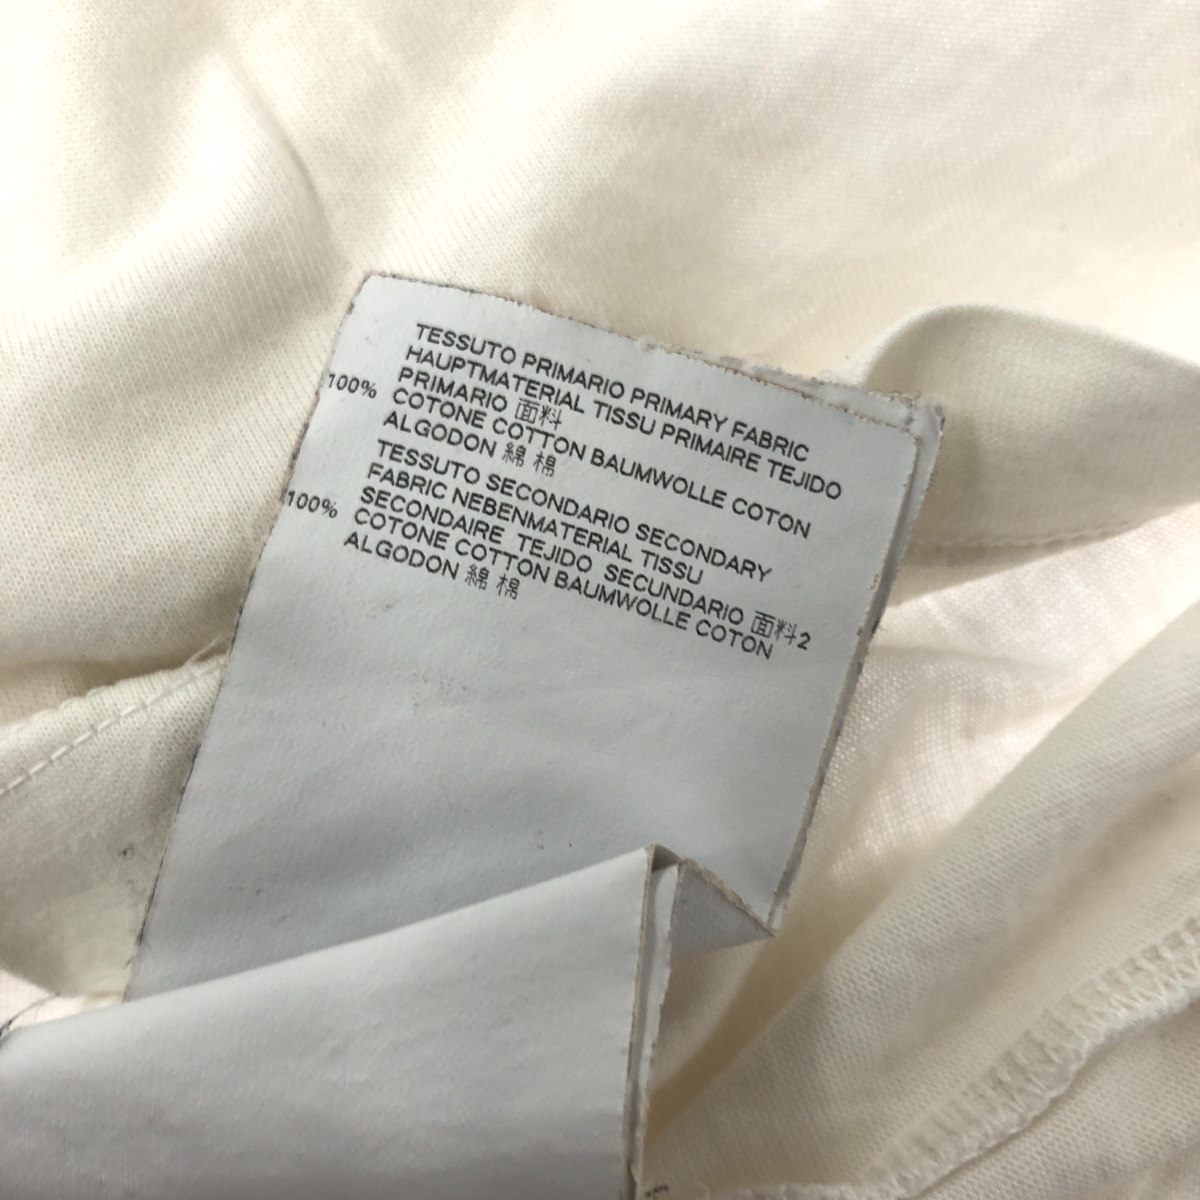 TESSUTO PRIMARIO PRIMARY FABRIC
HAUPTMATERIAL TISSU PRIMAIRE TEJIDO
PRIMARIO 面料
100% COTONE COTTON BAUMWOLLE COTON
ALGODON 綿 棉
TESSUTO SECONDARIO SECONDARY
FABRIC NEBENMATERIAL TISSU
SECONDAIRE TEJIDO SECUNDARIO 面料2
100% COTONE COTTON BAUMWOLLE COTON
ALGODON 綿 棉